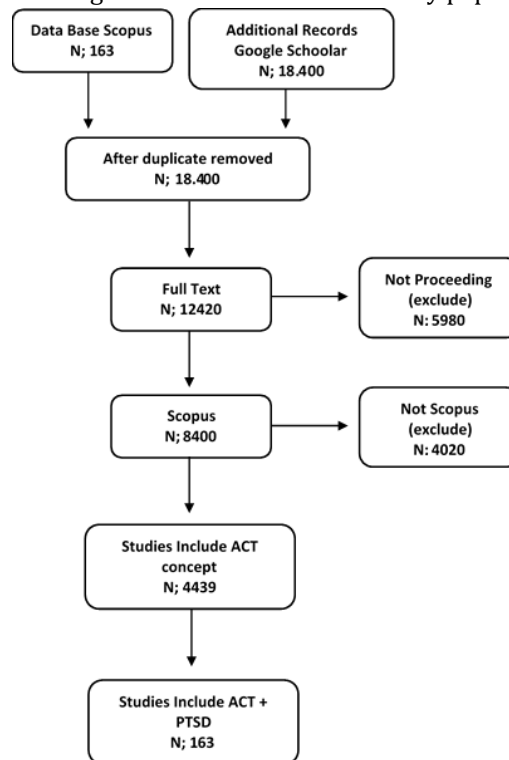 Data Base Scopus
N; 163
Additional Records
Google Schoolar
N; 18.400
After duplicate removed
N; 18.400
Full Text
N; 12420
Not Proceeding
(exclude)
N: 5980
Scopus
N; 8400
Not Scopus
(exclude)
N: 4020
Studies Include ACT
concept
N; 4439
Studies Include ACT +
PTSD
N; 163